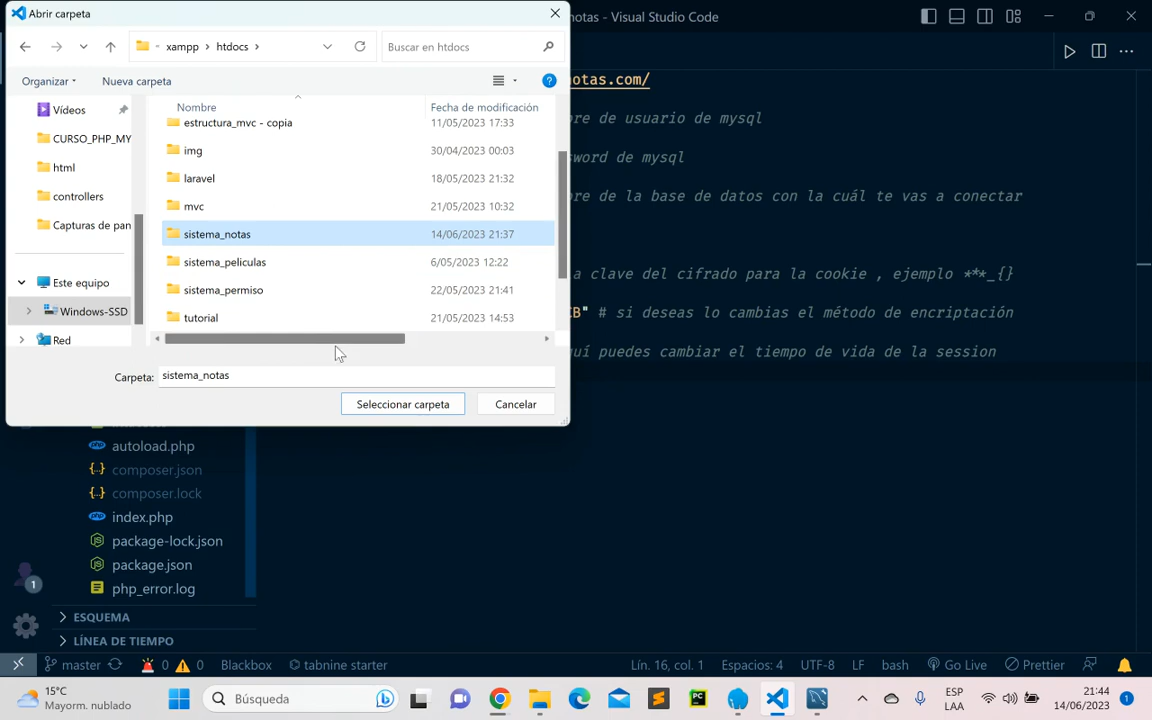 Abrir carpeta
notas - Visual Studio Code
xampp > htdocs >
Buscar en htdocs
Organizar
Nueva carpeta
Nombre
Fecha de modificación
Vídeos
CURSO_PHP_MY
html
controllers
Capturas de pan
Este equipo
Windows-SSD
Red
estructura_mvc - copia 11/05/2023 17:33
img 30/04/2023 00:03
laravel 18/05/2023 21:32
mvc 21/05/2023 10:32
sistema_notas 14/06/2023 21:37
sistema_peliculas 6/05/2023 12:22
sistema_permiso 22/05/2023 21:41
tutorial 21/05/2023 14:53
Carpeta: sistema_notas
Seleccionar carpeta
Cancelar
notas.com/
bre de usuario de mysql
sword de mysql
bre de la base de datos con la cuál te vas a conectar
a clave del cifrado para la cookie , ejemplo ***_{}
CB" # si deseas lo cambias el método de encriptación
quí puedes cambiar el tiempo de vida de la session
autoload.php
composer.json
composer.lock
index.php
package-lock.json
package.json
php_error.log
ESQUEMA
LÍNEA DE TIEMPO
1
master
0
0
Blackbox
tabnine starter
Lín. 16, col. 1
Espacios: 4
UTF-8
LF
bash
Go Live
Prettier
15°C
Mayorm. nublado
Búsqueda
ESP
LAA
21:44
14/06/2023
1